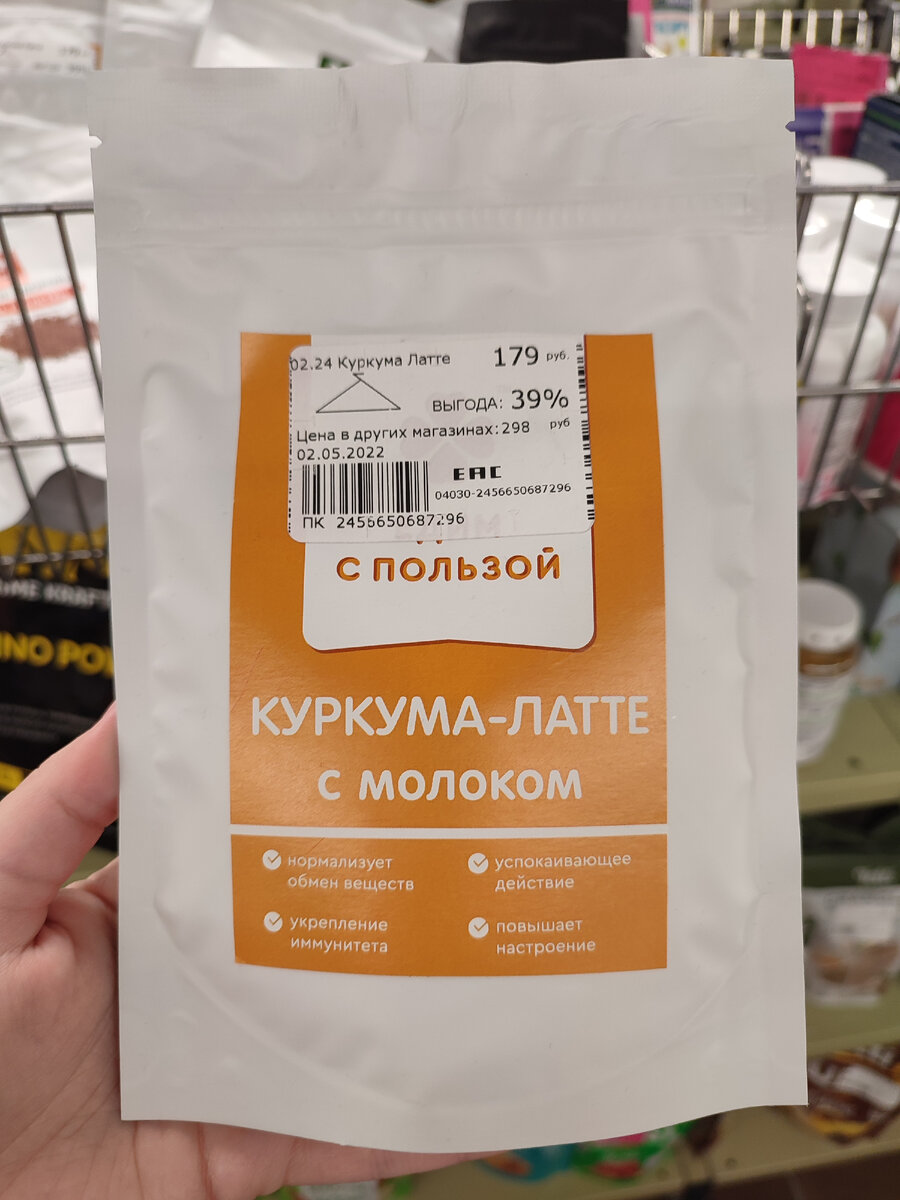 02.24 Куркума Латте 179 руб.
ВЫГОДА: 39%
Цена в других магазинах: 298 руб
02.05.2022
EAC
04030-2456650687296
ПК 2456650687296
С ПОЛЬЗОЙ
КУРКУМА-ЛАТТЕ
С МОЛОКОМ
нормализует
обмен веществ
успокаивающее
действие
укрепление
иммунитета
повышает
настроение